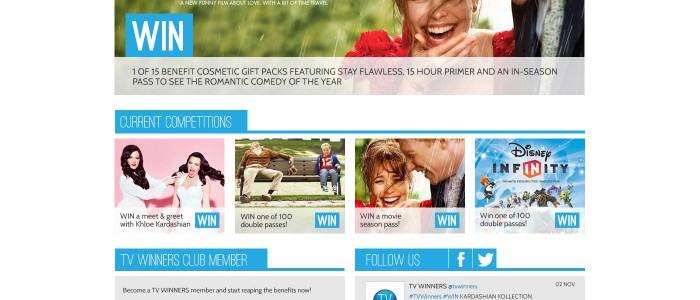 A NEW FUNNY FILM ABOUT LOVE. WITH A BIT OF TIME TRAVEL.
WIN
1 OF 15 BENEFIT COSMETIC GIFT PACKS FEATURING STAY FLAWLESS, 15 HOUR PRIMER AND AN IN-SEASON
PASS TO SEE THE ROMANTIC COMEDY OF THE YEAR
CURRENT COMPETITIONS
WIN a meet & greet
with Khloe Kardashian
WIN
WIN one of 100
double passes!
WIN
WIN a movie
season pass!
WIN
Disney
INFINITY
Win one of 100
double passes!
WIN
TV WINNERS CLUB MEMBER
Become a TV WINNERS member and start reaping the benefits now!
FOLLOW US
f
TV WINNERS @tvwinners
02 NOV
#TVWinners #WIN KARDASHIAN KOLLECTION,
TV